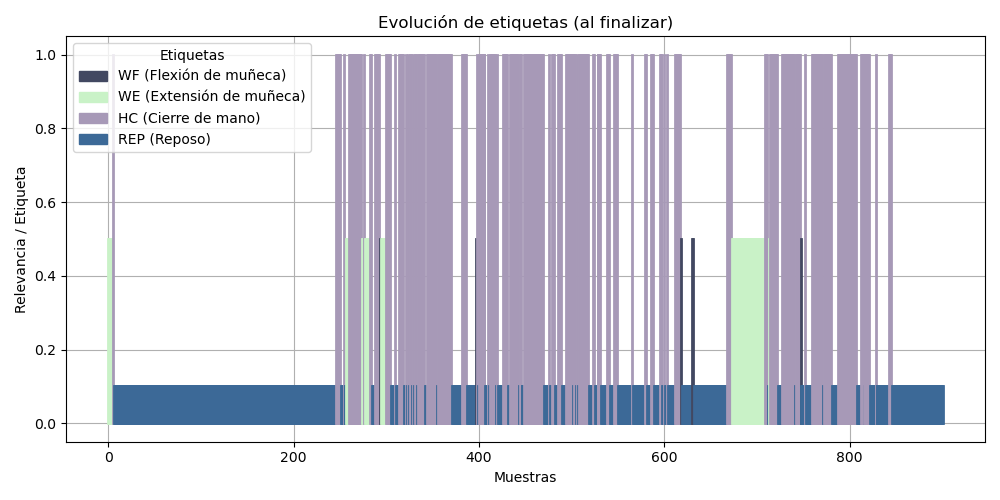 Evolución de etiquetas (al finalizar)
Relevancia / Etiqueta
1.0
0.8
0.6
0.4
0.2
0.0
Etiquetas
WF (Flexión de muñeca)
WE (Extensión de muñeca)
HC (Cierre de mano)
REP (Reposo)
0 200 400 600 800
Muestras